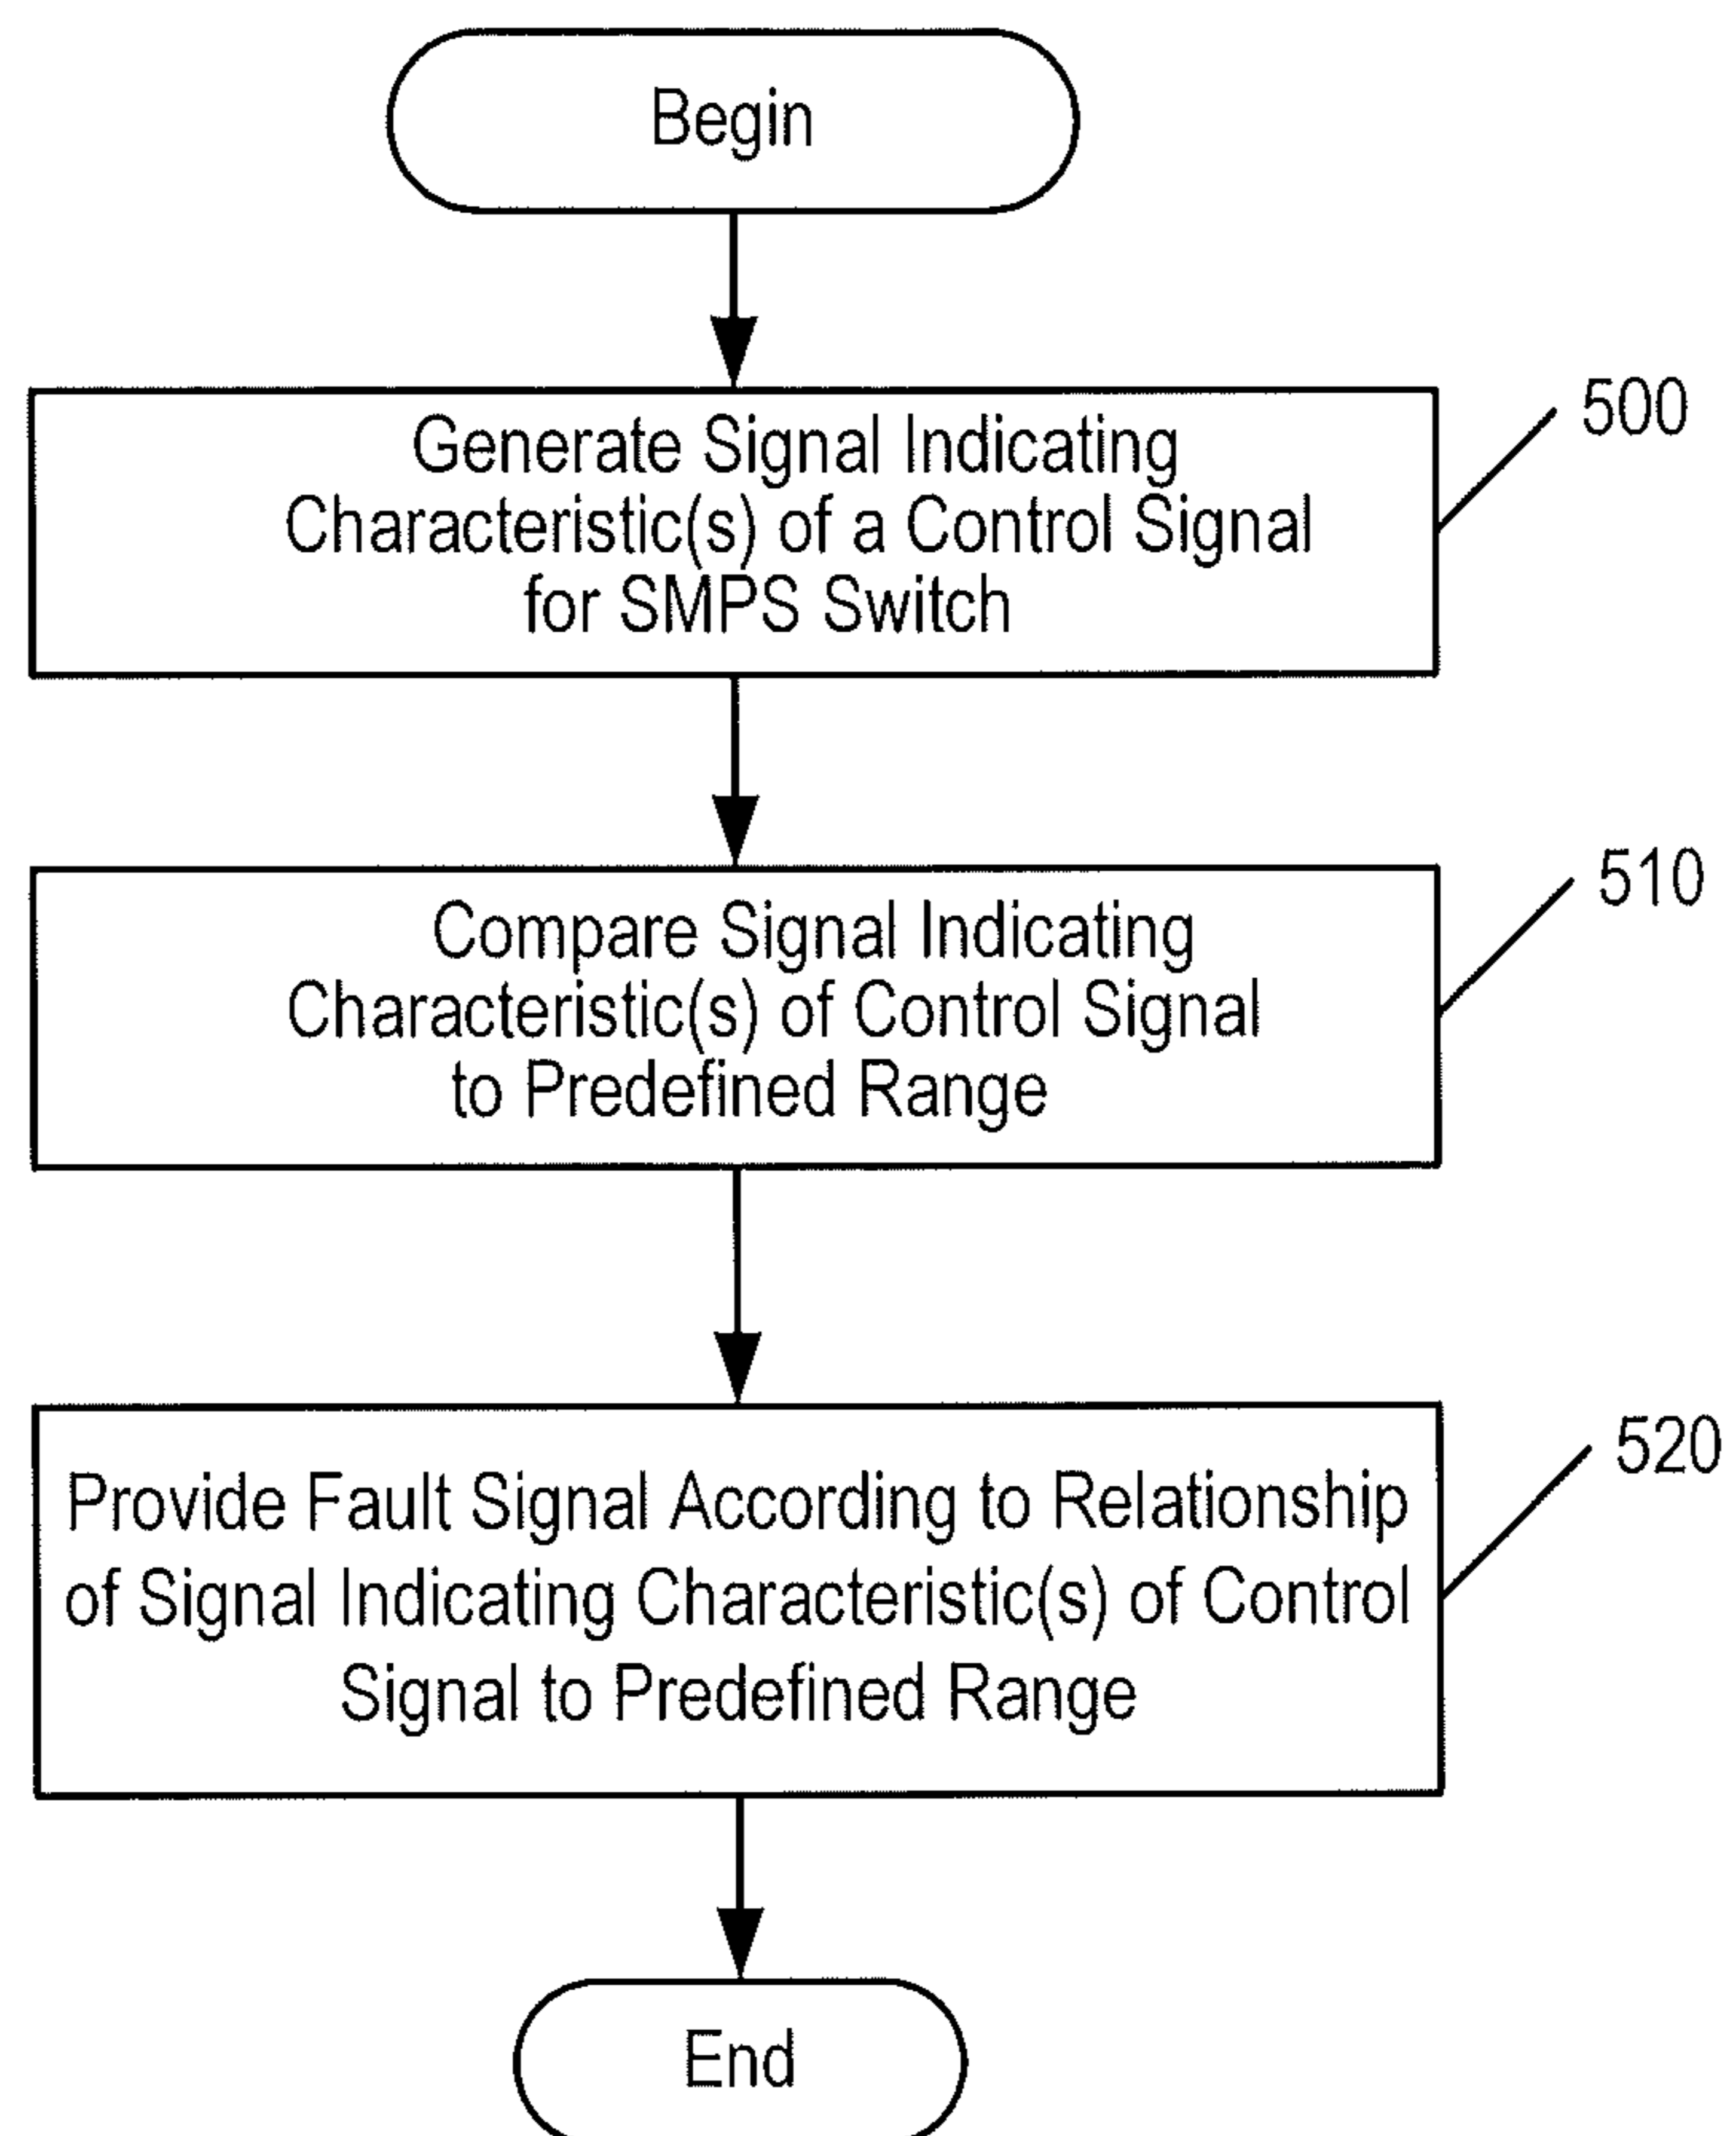 Begin
500
Generate Signal Indicating
Characteristic(s) of a Control Signal
for SMPS Switch
510
Compare Signal Indicating
Characteristic(s) of Control Signal
to Predefined Range
520
Provide Fault Signal According to Relationship
of Signal Indicating Characteristic(s) of Control
Signal to Predefined Range
End